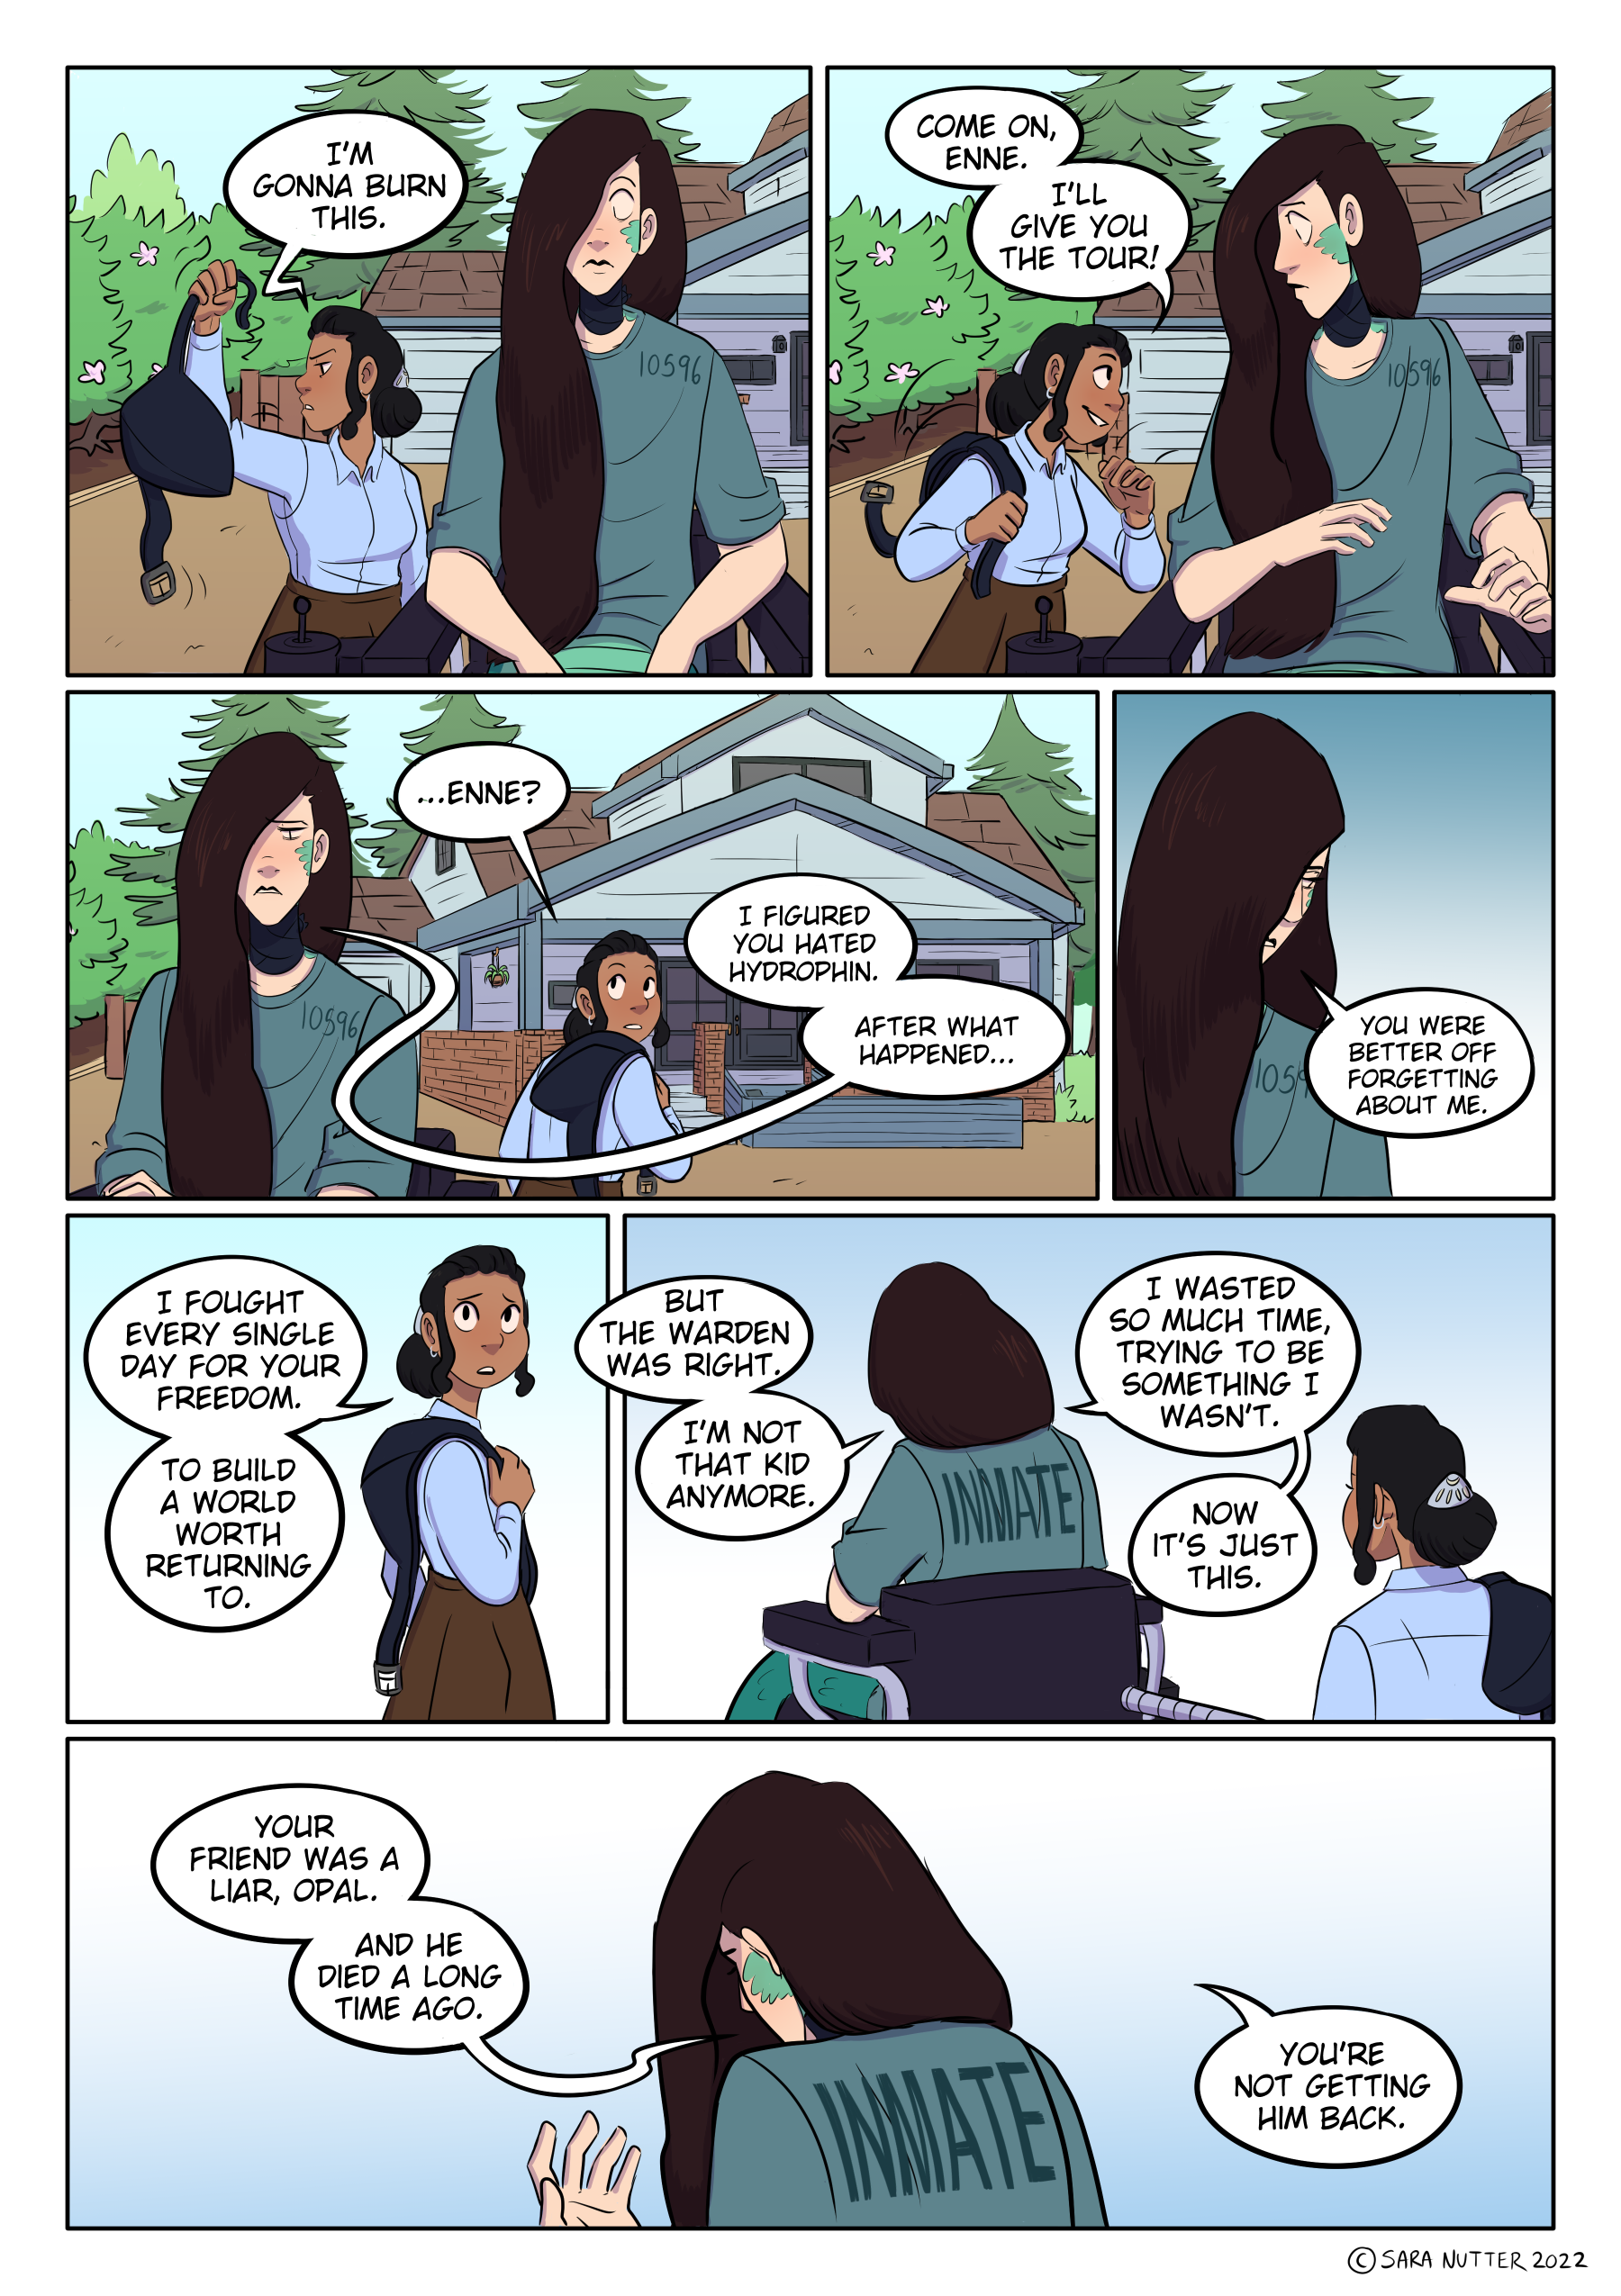 I'M
GONNA BURN
THIS.
10596
COME ON,
ENNE.
I'LL
GIVE YOU
THE TOUR!
10596
...ENNE?
I FIGURED
YOU HATED
HYDROPHIN.
AFTER WHAT
HAPPENED...
10596
YOU WERE
BETTER OFF
FORGETTING
ABOUT ME.
I FOUGHT
EVERY SINGLE
DAY FOR YOUR
FREEDOM.
TO BUILD
A WORLD
WORTH
RETURNING
TO.
BUT
THE WARDEN
WAS RIGHT.
I'M NOT
THAT KID
ANYMORE.
INMATE
I WASTED
SO MUCH TIME,
TRYING TO BE
SOMETHING I
WASN'T.
NOW
IT'S JUST
THIS.
YOUR
FRIEND WAS A
LIAR, OPAL.
AND HE
DIED A LONG
TIME AGO.
INMATE
YOU'RE
NOT GETTING
HIM BACK.
© SARA NUTTER 2022